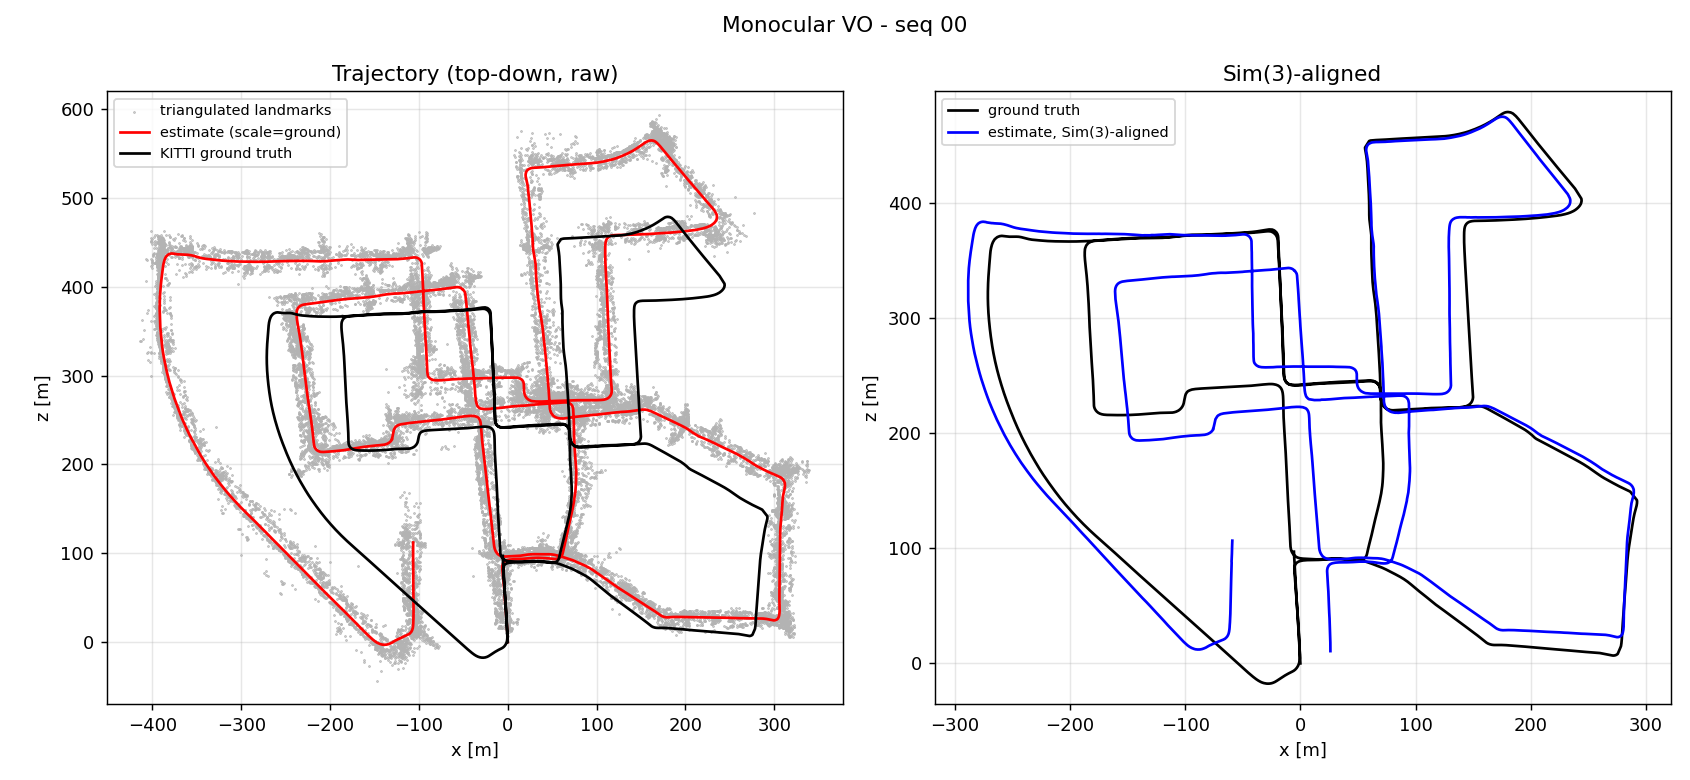 Monocular VO - seq 00
Trajectory (top-down, raw)
triangulated landmarks
estimate (scale=ground)
KITTI ground truth
600
500
400
300
200
100
0
z [m]
−400
−300
−200
−100
0
100
200
300
x [m]
Sim(3)-aligned
ground truth
estimate, Sim(3)-aligned
400
300
200
100
0
z [m]
−300
−200
−100
0
100
200
300
x [m]